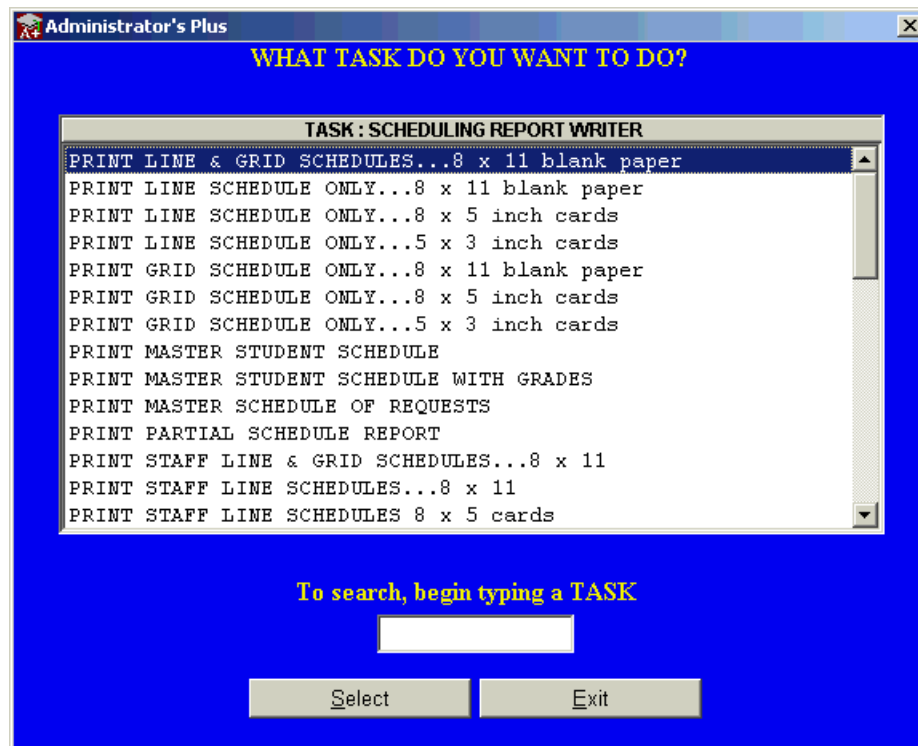 Administrator's Plus
WHAT TASK DO YOU WANT TO DO?
TASK : SCHEDULING REPORT WRITER
PRINT LINE & GRID SCHEDULES...8 x 11 blank paper
PRINT LINE SCHEDULE ONLY...8 x 11 blank paper
PRINT LINE SCHEDULE ONLY...8 x 5 inch cards
PRINT LINE SCHEDULE ONLY...5 x 3 inch cards
PRINT GRID SCHEDULE ONLY...8 x 11 blank paper
PRINT GRID SCHEDULE ONLY...8 x 5 inch cards
PRINT GRID SCHEDULE ONLY...5 x 3 inch cards
PRINT MASTER STUDENT SCHEDULE
PRINT MASTER STUDENT SCHEDULE WITH GRADES
PRINT MASTER SCHEDULE OF REQUESTS
PRINT PARTIAL SCHEDULE REPORT
PRINT STAFF LINE & GRID SCHEDULES...8 x 11
PRINT STAFF LINE SCHEDULES...8 x 11
PRINT STAFF LINE SCHEDULES 8 x 5 cards
To search, begin typing a TASK
Select Exit